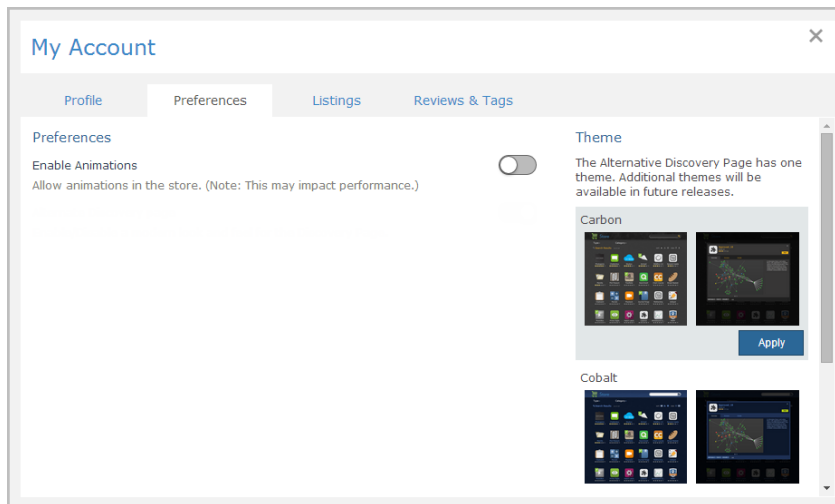 My Account
Profile
Preferences
Listings
Reviews & Tags
Preferences
Enable Animations
Allow animations in the store. (Note: This may impact performance.)
Theme
The Alternative Discovery Page has one
theme. Additional themes will be
available in future releases.
Carbon
Apply
Cobalt